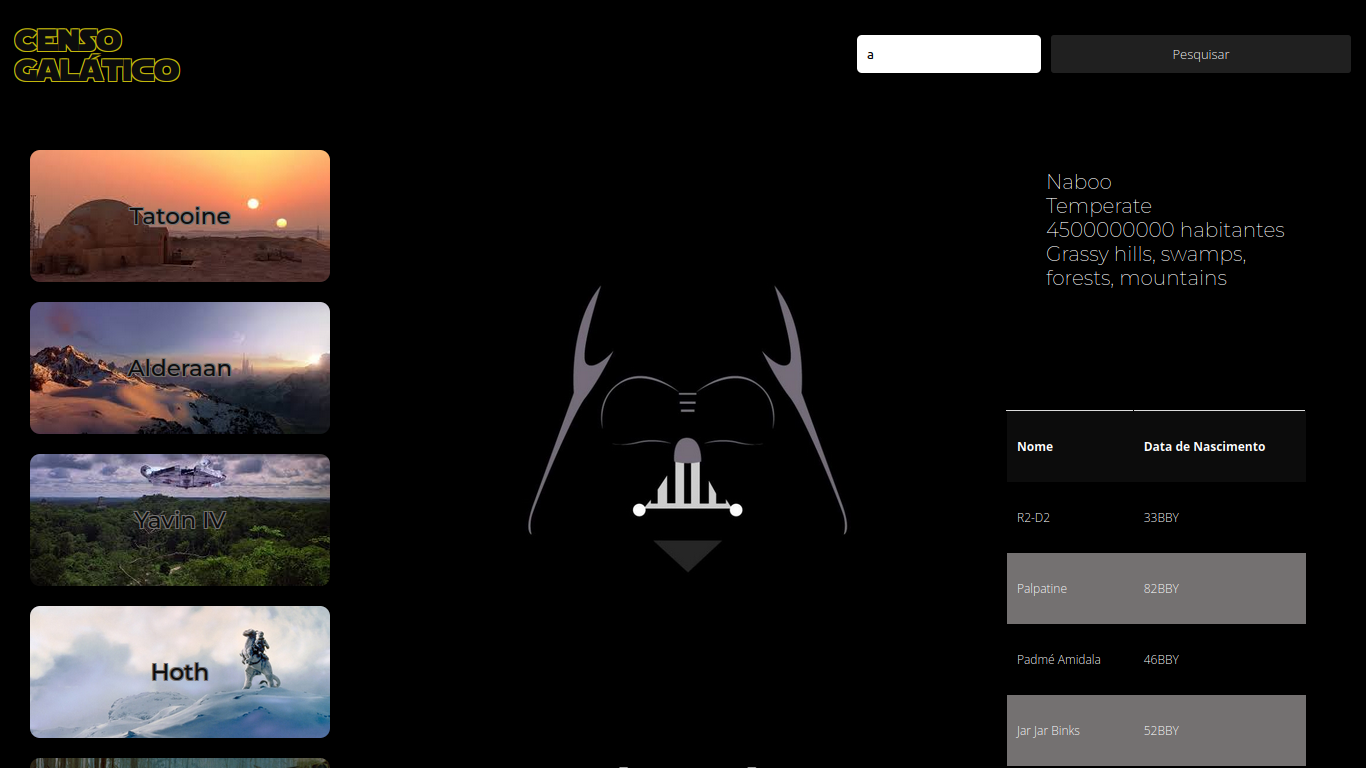 CENSO
GALÁTICO
a
Pesquisar
Tatooine
Alderaan
Yavin IV
Hoth
Naboo
Temperate
4500000000 habitantes
Grassy hills, swamps,
forests, mountains
Nome Data de Nascimento
R2-D2 33BBY
Palpatine 82BBY
Padmé Amidala 46BBY
Jar Jar Binks 52BBY